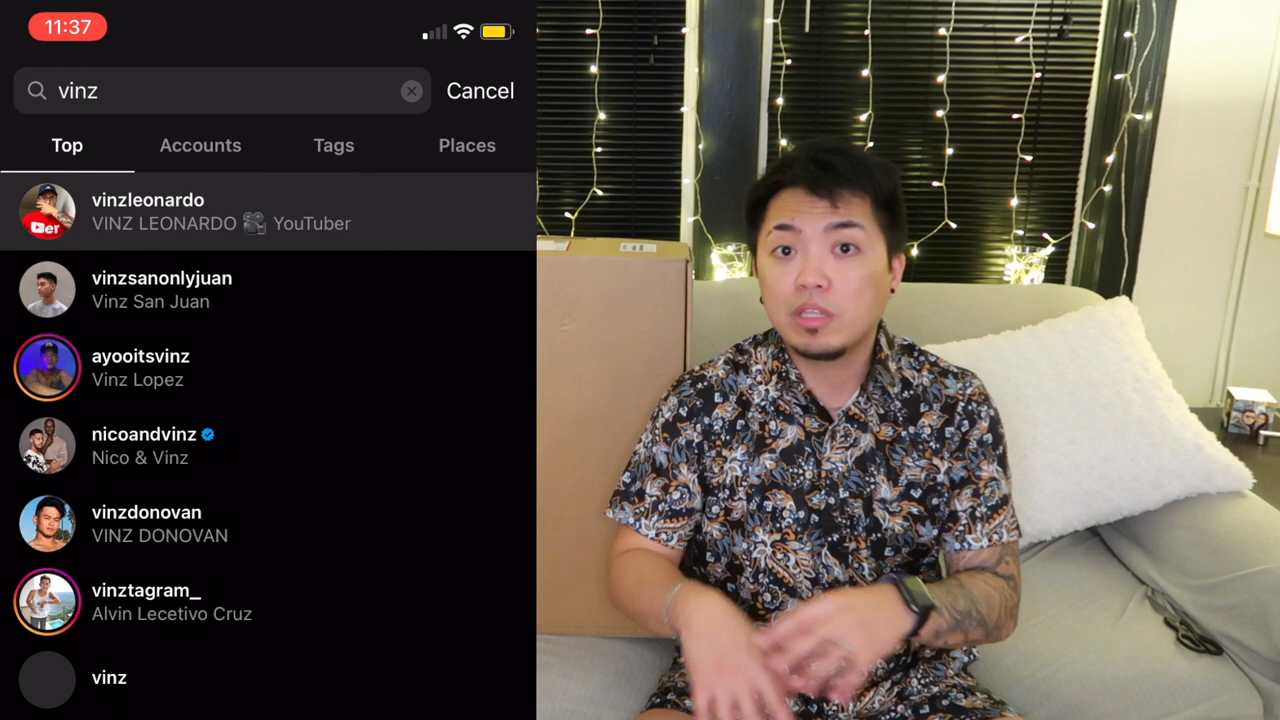 11:37
vinz
Cancel
Top
Accounts
Tags
Places
vinzleonardo
VINZ LEONARDO 🎥 YouTuber
vinzsanonlyjuan
Vinz San Juan
ayooitsvinz
Vinz Lopez
nicoandvinz
Nico & Vinz
vinzdonovan
VINZ DONOVAN
vinztagram_
Alvin Lecetivo Cruz
vinz